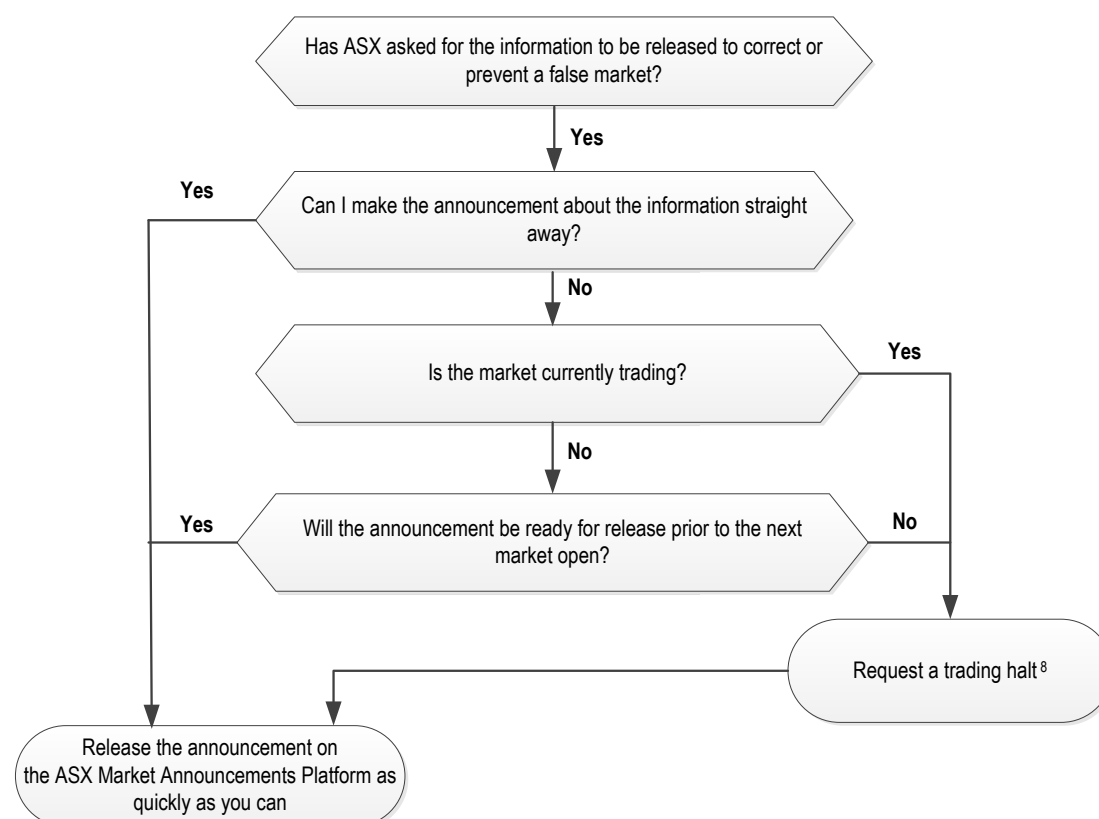 Has ASX asked for the information to be released to correct or
prevent a false market?
Yes
Yes
Can I make the announcement about the information straight
away?
No
Is the market currently trading?
Yes
No
Yes
Will the announcement be ready for release prior to the next
market open?
No
Request a trading halt 8
Release the announcement on
the ASX Market Announcements Platform as
quickly as you can